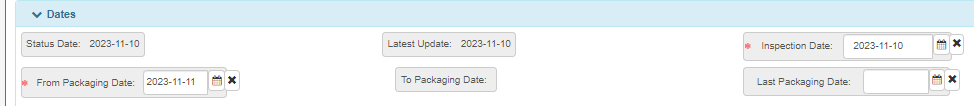 Dates
Status Date: 2023-11-10 Latest Update: 2023-11-10 * Inspection Date: 2023-11-10
* From Packaging Date: 2023-11-11 To Packaging Date: Last Packaging Date: